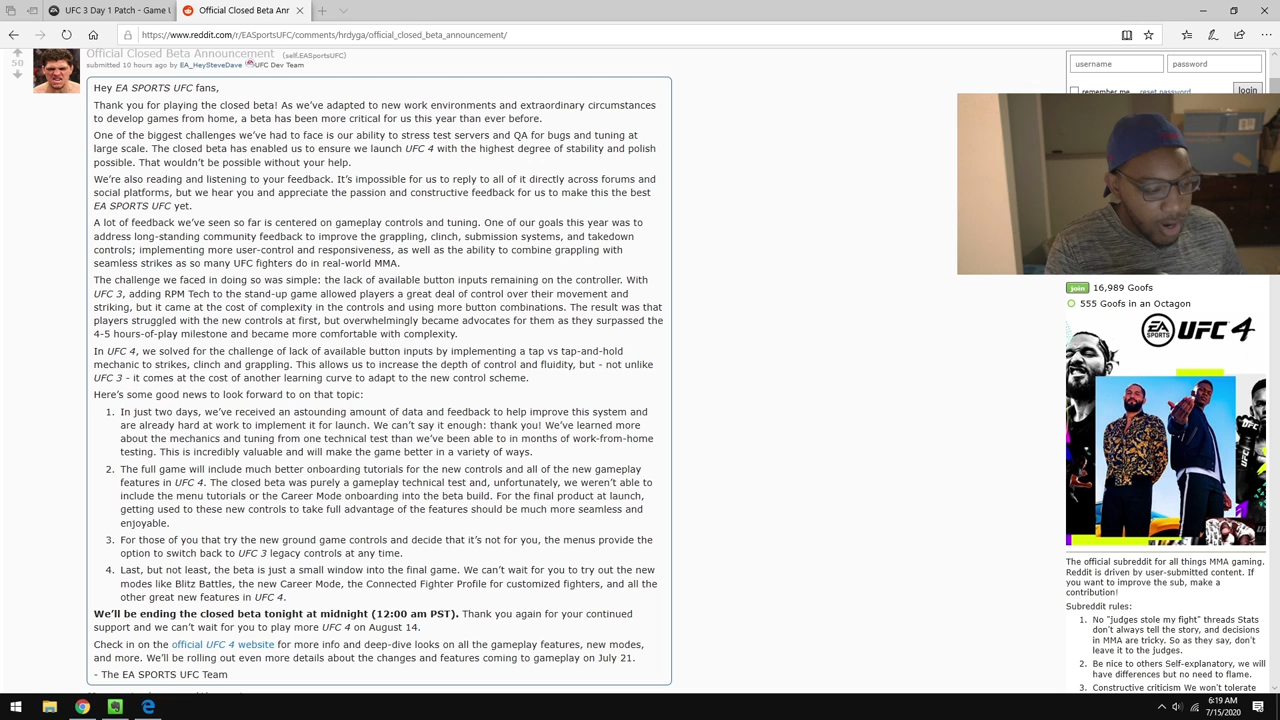 UFC 3 Day 1 Patch - Game U
Official Closed Beta Ann
https://www.reddit.com/r/EASportsUFC/comments/hrdyga/official_closed_beta_announcement/
50
Official Closed Beta Announcement (self.EASportsUFC)
submitted 10 hours ago by EA_HeySteveDave UFC Dev Team
Hey EA SPORTS UFC fans,
Thank you for playing the closed beta! As we've adapted to new work environments and extraordinary circumstances
to develop games from home, a beta has been more critical for us this year than ever before.
One of the biggest challenges we've had to face is our ability to stress test servers and QA for bugs and tuning at
large scale. The closed beta has enabled us to ensure we launch UFC 4 with the highest degree of stability and polish
possible. That wouldn't be possible without your help.
We're also reading and listening to your feedback. It's impossible for us to reply to all of it directly across forums and
social platforms, but we hear you and appreciate the passion and constructive feedback for us to make this the best
EA SPORTS UFC yet.
A lot of feedback we've seen so far is centered on gameplay controls and tuning. One of our goals this year was to
address long-standing community feedback to improve the grappling, clinch, submission systems, and takedown
controls; implementing more user-control and responsiveness, as well as the ability to combine grappling with
seamless strikes as so many UFC fighters do in real-world MMA.
The challenge we faced in doing so was simple: the lack of available button inputs remaining on the controller. With
UFC 3, adding RPM Tech to the stand-up game allowed players a great deal of control over their movement and
striking, but it came at the cost of complexity in the controls and using more button combinations. The result was that
players struggled with the new controls at first, but overwhelmingly became advocates for them as they surpassed the
4-5 hours-of-play milestone and became more comfortable with complexity.
In UFC 4, we solved for the challenge of lack of available button inputs by implementing a tap vs tap-and-hold
mechanic to strikes, clinch and grappling. This allows us to increase the depth of control and fluidity, but - not unlike
UFC 3 - it comes at the cost of another learning curve to adapt to the new control scheme.
Here's some good news to look forward to on that topic:
1. In just two days, we've received an astounding amount of data and feedback to help improve this system and
are already hard at work to implement it for launch. We can't say it enough: thank you! We've learned more
about the mechanics and tuning from one technical test than we've been able to in months of work-from-home
testing. This is incredibly valuable and will make the game better in a variety of ways.
2. The full game will include much better onboarding tutorials for the new controls and all of the new gameplay
features in UFC 4. The closed beta was purely a gameplay technical test and, unfortunately, we weren't able to
include the menu tutorials or the Career Mode onboarding into the beta build. For the final product at launch,
getting used to these new controls to take full advantage of the features should be much more seamless and
enjoyable.
3. For those of you that try the new ground game controls and decide that it's not for you, the menus provide the
option to switch back to UFC 3 legacy controls at any time.
4. Last, but not least, the beta is just a small window into the final game. We can't wait for you to try out the new
modes like Blitz Battles, the new Career Mode, the Connected Fighter Profile for customized fighters, and all the
other great new features in UFC 4.
We'll be ending the closed beta tonight at midnight (12:00 am PST). Thank you again for your continued
support and we can't wait for you to play more UFC 4 on August 14.
Check in on the official UFC 4 website for more info and deep-dive looks on all the gameplay features, new modes,
and more. We'll be rolling out even more details about the changes and features coming to gameplay on July 21.
- The EA SPORTS UFC Team
username password
remember me reset password login
join 16,989 Goofs
555 Goofs in an Octagon
EA SPORTS UFC 4
The official subreddit for all things MMA gaming.
Reddit is driven by user-submitted content. If
you want to improve the sub, make a
contribution!
Subreddit rules:
1. No "judges stole my fight" threads Stats
don't always tell the story, and decisions
in MMA are tricky. So as they say, don't
leave it to the judges.
2. Be nice to others Self-explanatory, we will
have differences but no need to flame.
3. Constructive criticism We won't tolerate
6:19 AM
7/15/2020